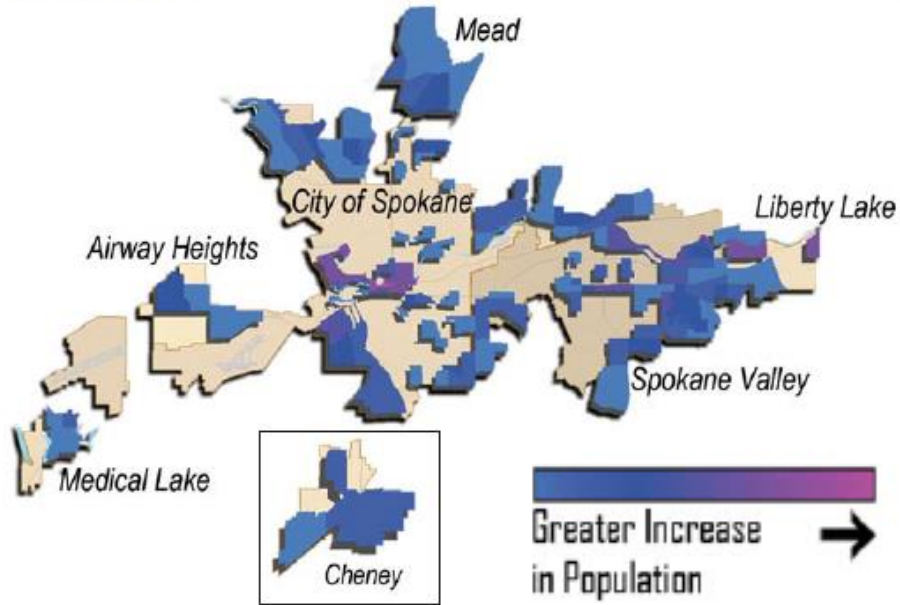 Mead
City of Spokane
Liberty Lake
Airway Heights
Spokane Valley
Medical Lake
Cheney
Greater Increase
in Population